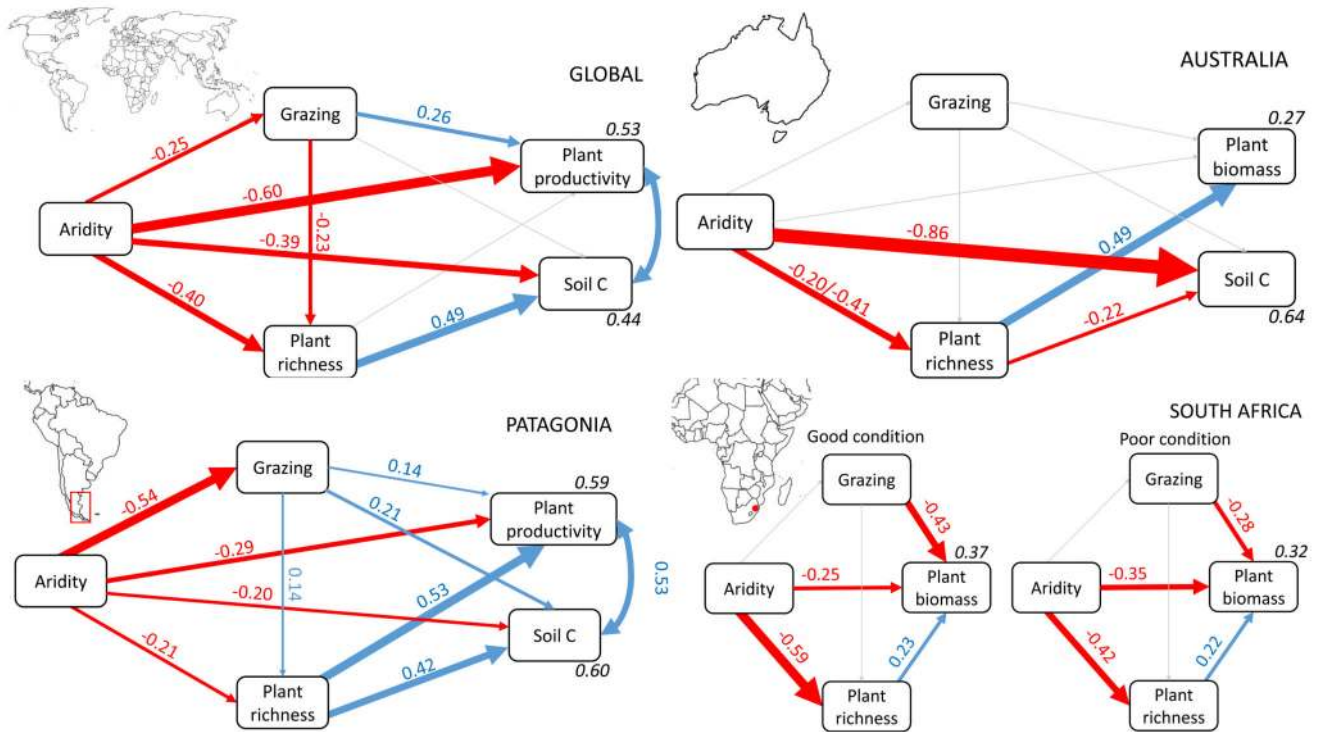 GLOBAL
Grazing
0.26
0.53
Plant
productivity
-0.25
-0.60
Aridity
-0.23
-0.39
-0.40
Soil C
0.49
0.44
Plant
richness
AUSTRALIA
Grazing
0.27
Plant
biomass
Aridity
-0.86
0.49
-0.20/-0.41
Soil C
-0.22
0.64
Plant
richness
PATAGONIA
Grazing
0.14
0.59
-0.54
0.21
Plant
productivity
-0.29
Aridity
0.14
0.53
0.53
-0.20
-0.21
Soil C
0.42
0.60
Plant
richness
SOUTH AFRICA
Good condition
Grazing
-0.43
0.37
Aridity
-0.25
Plant
biomass
-0.59
0.23
Plant
richness
Poor condition
Grazing
-0.28
0.32
Aridity
-0.35
Plant
biomass
-0.42
0.22
Plant
richness